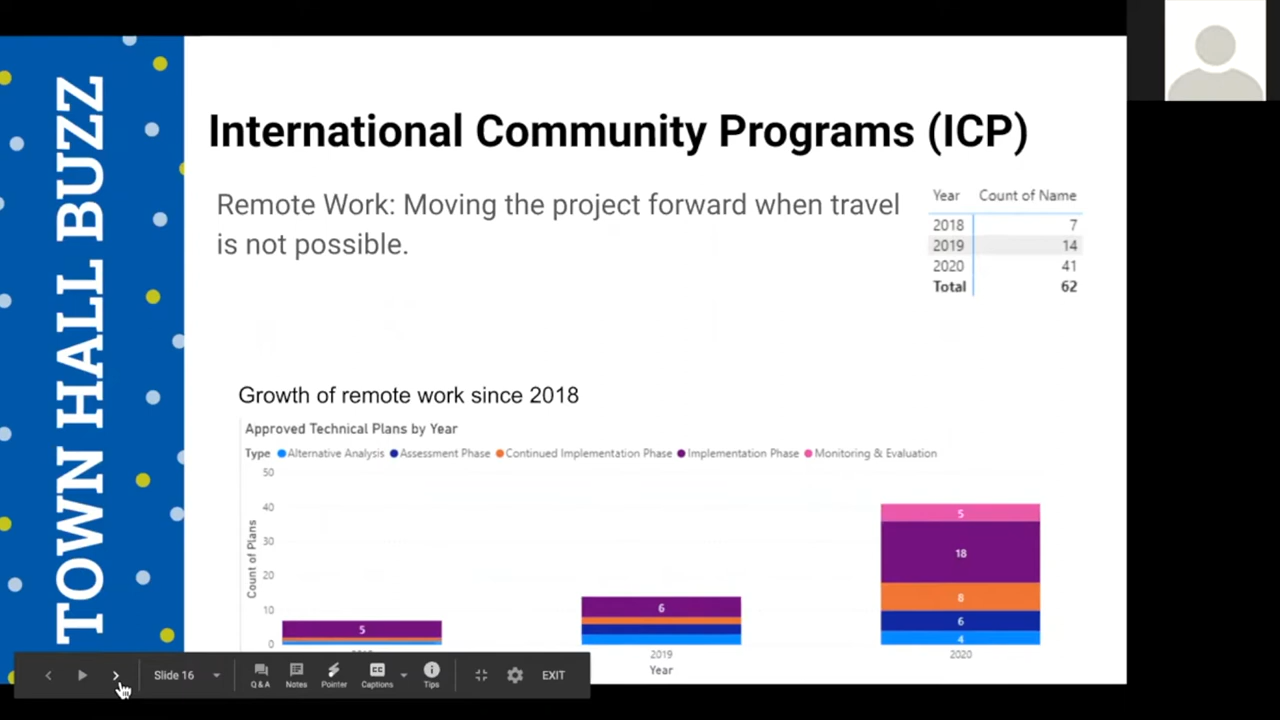 TOWN HALL BUZZ
International Community Programs (ICP)
Remote Work: Moving the project forward when travel
is not possible.
Year Count of Name
2018 7
2019 14
2020 41
Total 62
Growth of remote work since 2018
Approved Technical Plans by Year
Type Alternative Analysis Assessment Phase Continued Implementation Phase Implementation Phase Monitoring & Evaluation
Count of Plans
50
40
30
20
10
0
5
6
5
18
8
6
4
2019
2020
Year
Slide 16
Q&A
Notes
Pointer
Captions
CC
Tips
EXIT